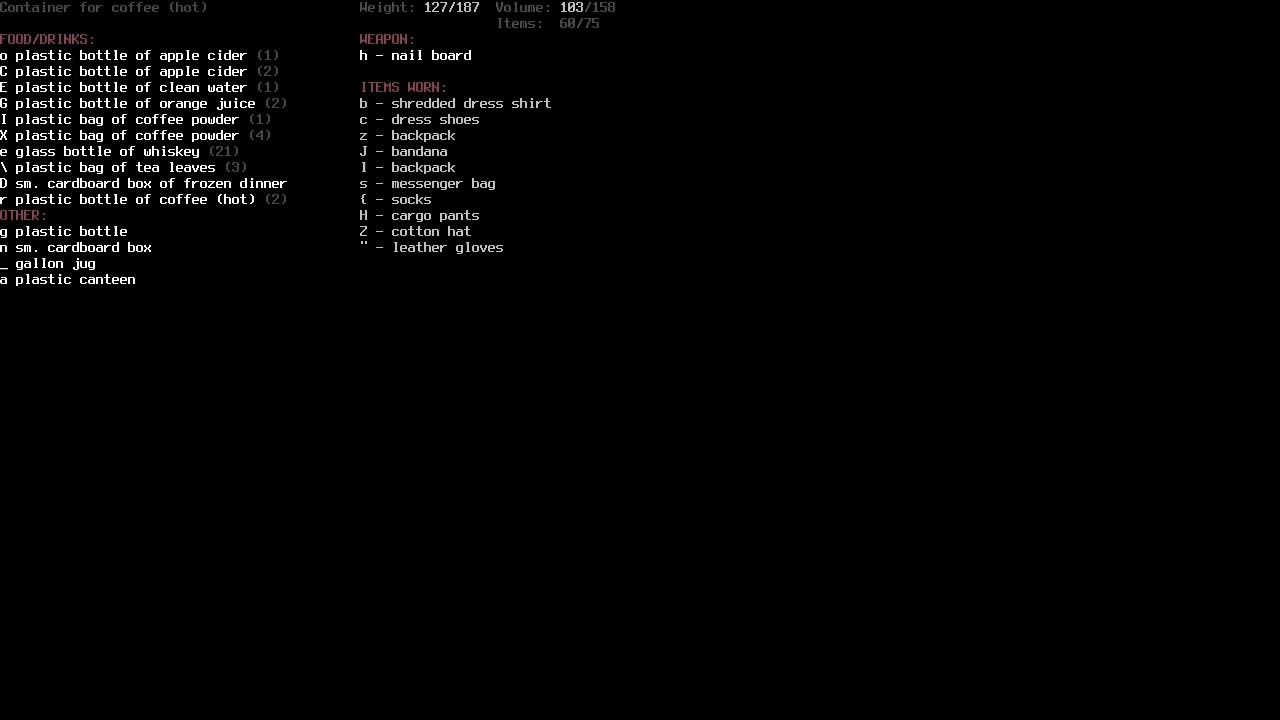 Container for coffee (hot)
Weight: 127/187  Volume: 103/158
Items:  60/75
FOOD/DRINKS:
o plastic bottle of apple cider (1)
C plastic bottle of apple cider (2)
E plastic bottle of clean water (1)
G plastic bottle of orange juice (2)
I plastic bag of coffee powder (1)
X plastic bag of coffee powder (4)
e glass bottle of whiskey (21)
\ plastic bag of tea leaves (3)
D sm. cardboard box of frozen dinner
r plastic bottle of coffee (hot) (2)
OTHER:
g plastic bottle
n sm. cardboard box
_ gallon jug
a plastic canteen
WEAPON:
h - nail board
ITEMS WORN:
b - shredded dress shirt
c - dress shoes
z - backpack
J - bandana
l - backpack
s - messenger bag
{ - socks
H - cargo pants
Z - cotton hat
" - leather gloves